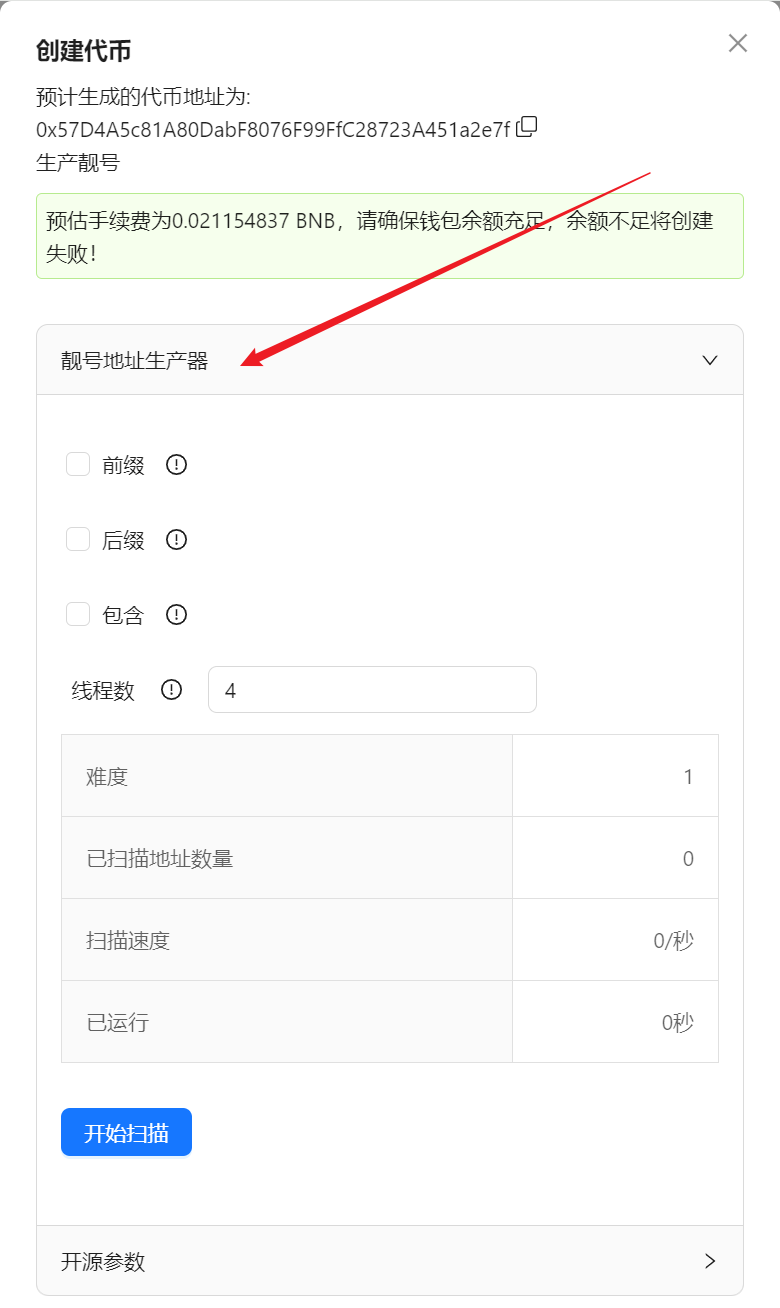 创建代币
预计生成的代币地址为:
0x57D4A5c81A80DabF8076F99FfC28723A451a2e7f
生产靓号
预估手续费为0.021154837 BNB，请确保钱包余额充足，余额不足将创建
失败！
靓号地址生产器
前缀
后缀
包含
线程数 4
难度 1
已扫描地址数量 0
扫描速度 0/秒
已运行 0秒
开始扫描
开源参数